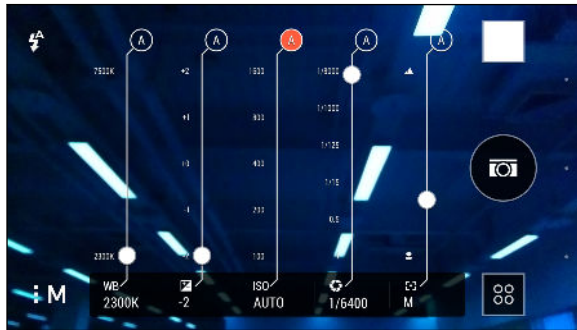 A
A A A A A
7500K +2 1600 1/8000
+1 800 1/1000
+0 400 1/125
1/15
-1 200 0.5
2300K -2 100
M
WB ISO
2300K -2 AUTO 1/6400 M